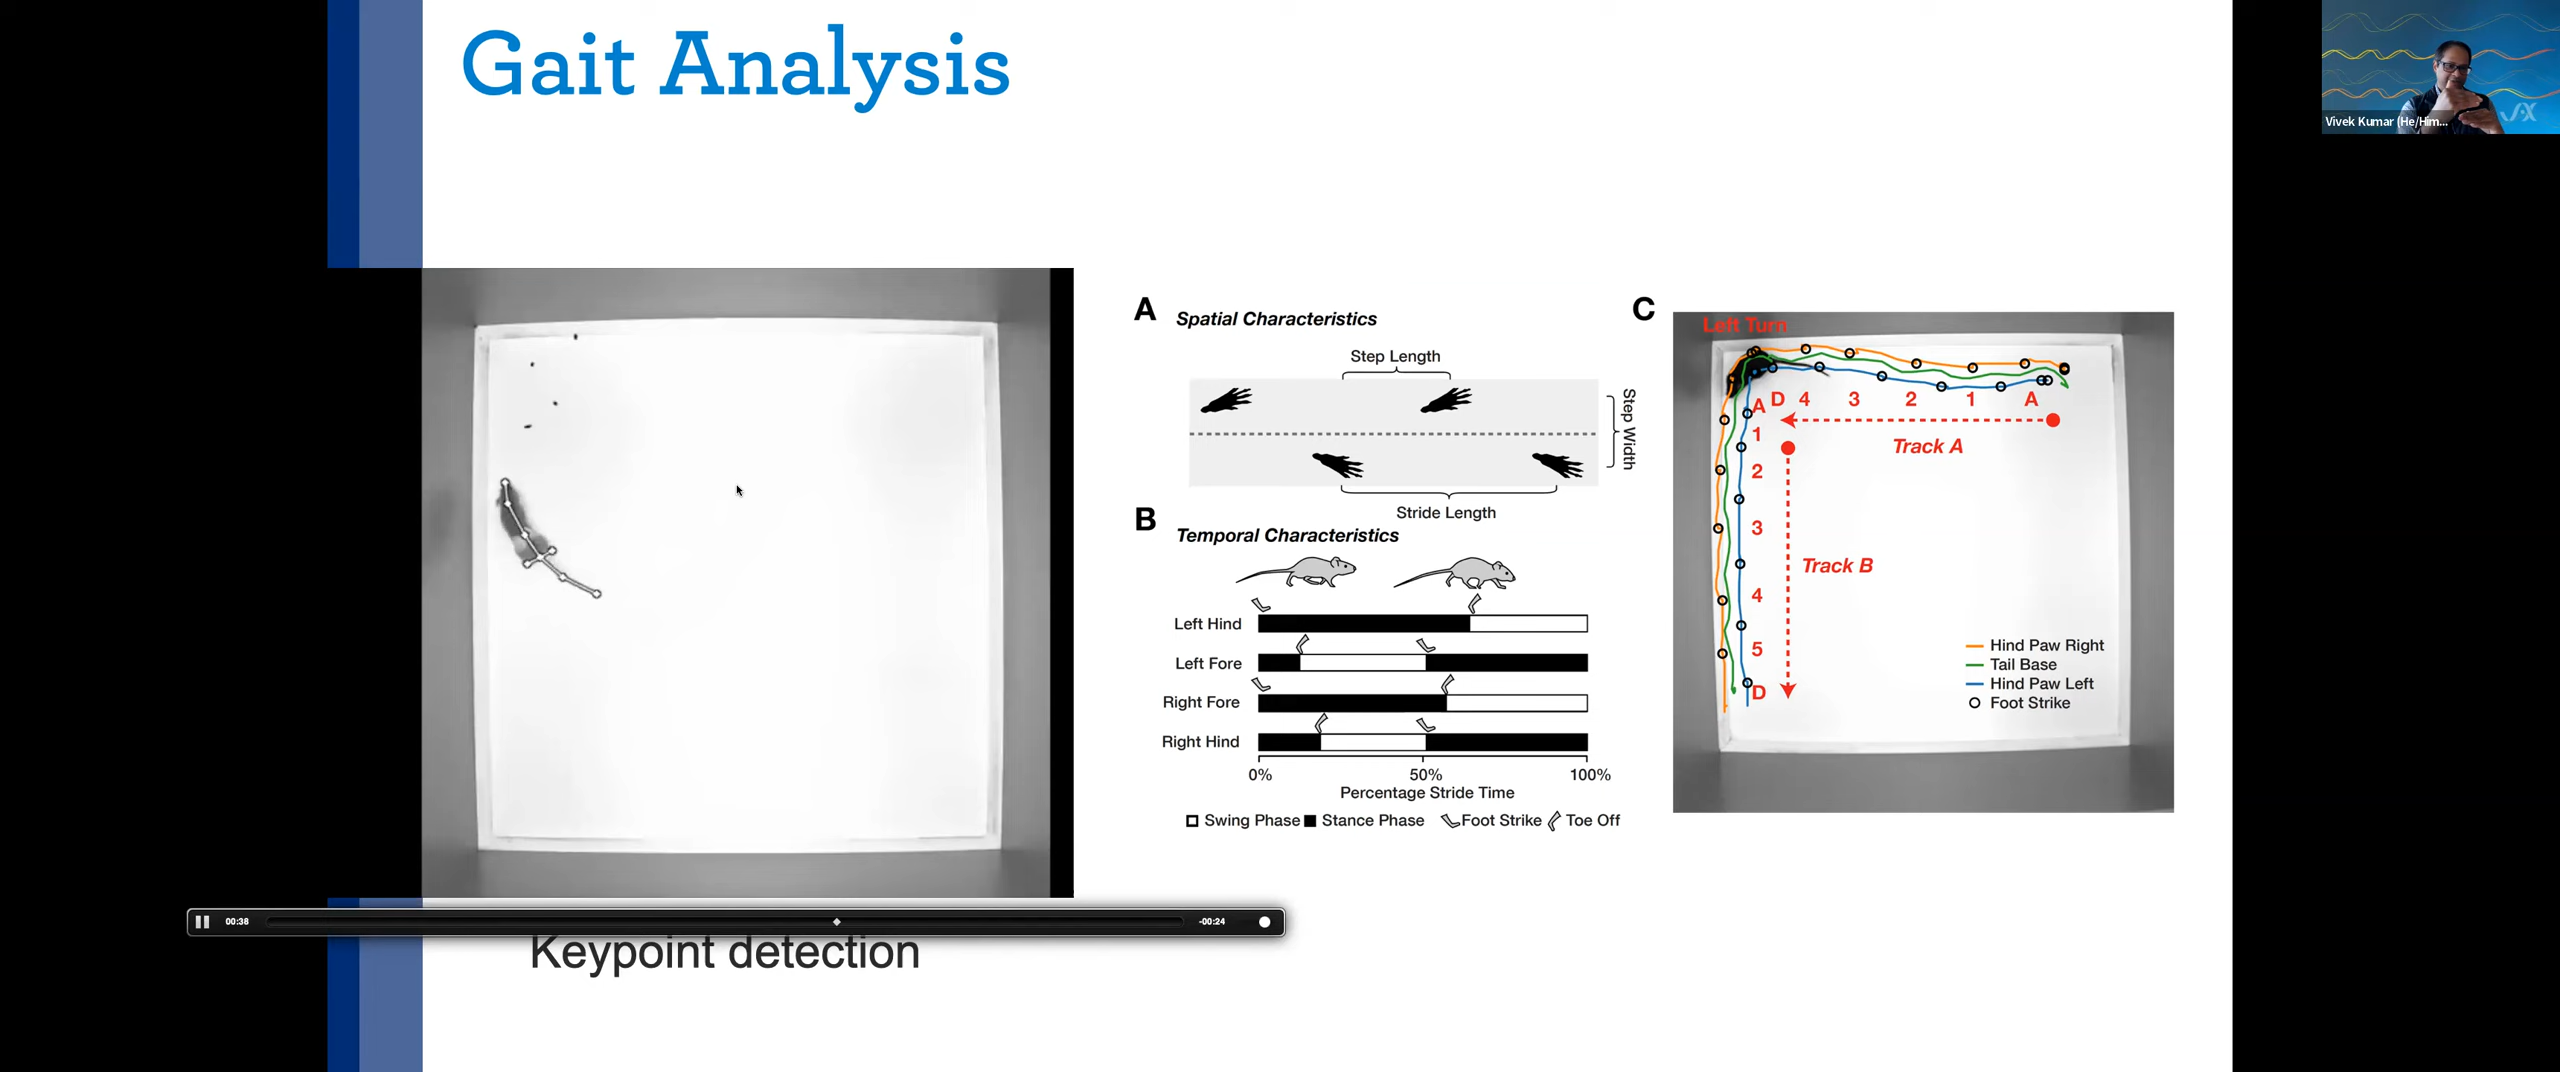 Gait Analysis
Vivek Kumar (He/Him...
JAX
A
Spatial Characteristics
Step Length
Step Width
Stride Length
B
Temporal Characteristics
Left Hind
Left Fore
Right Fore
Right Hind
0% 50% 100%
Percentage Stride Time
Swing Phase Stance Phase Foot Strike Toe Off
C
Left Turn
D 4 3 2 1 A
Track A
A
1
2
3
4
5
D
Track B
Hind Paw Right
Tail Base
Hind Paw Left
Foot Strike
00:38
-00:24
Keypoint detection